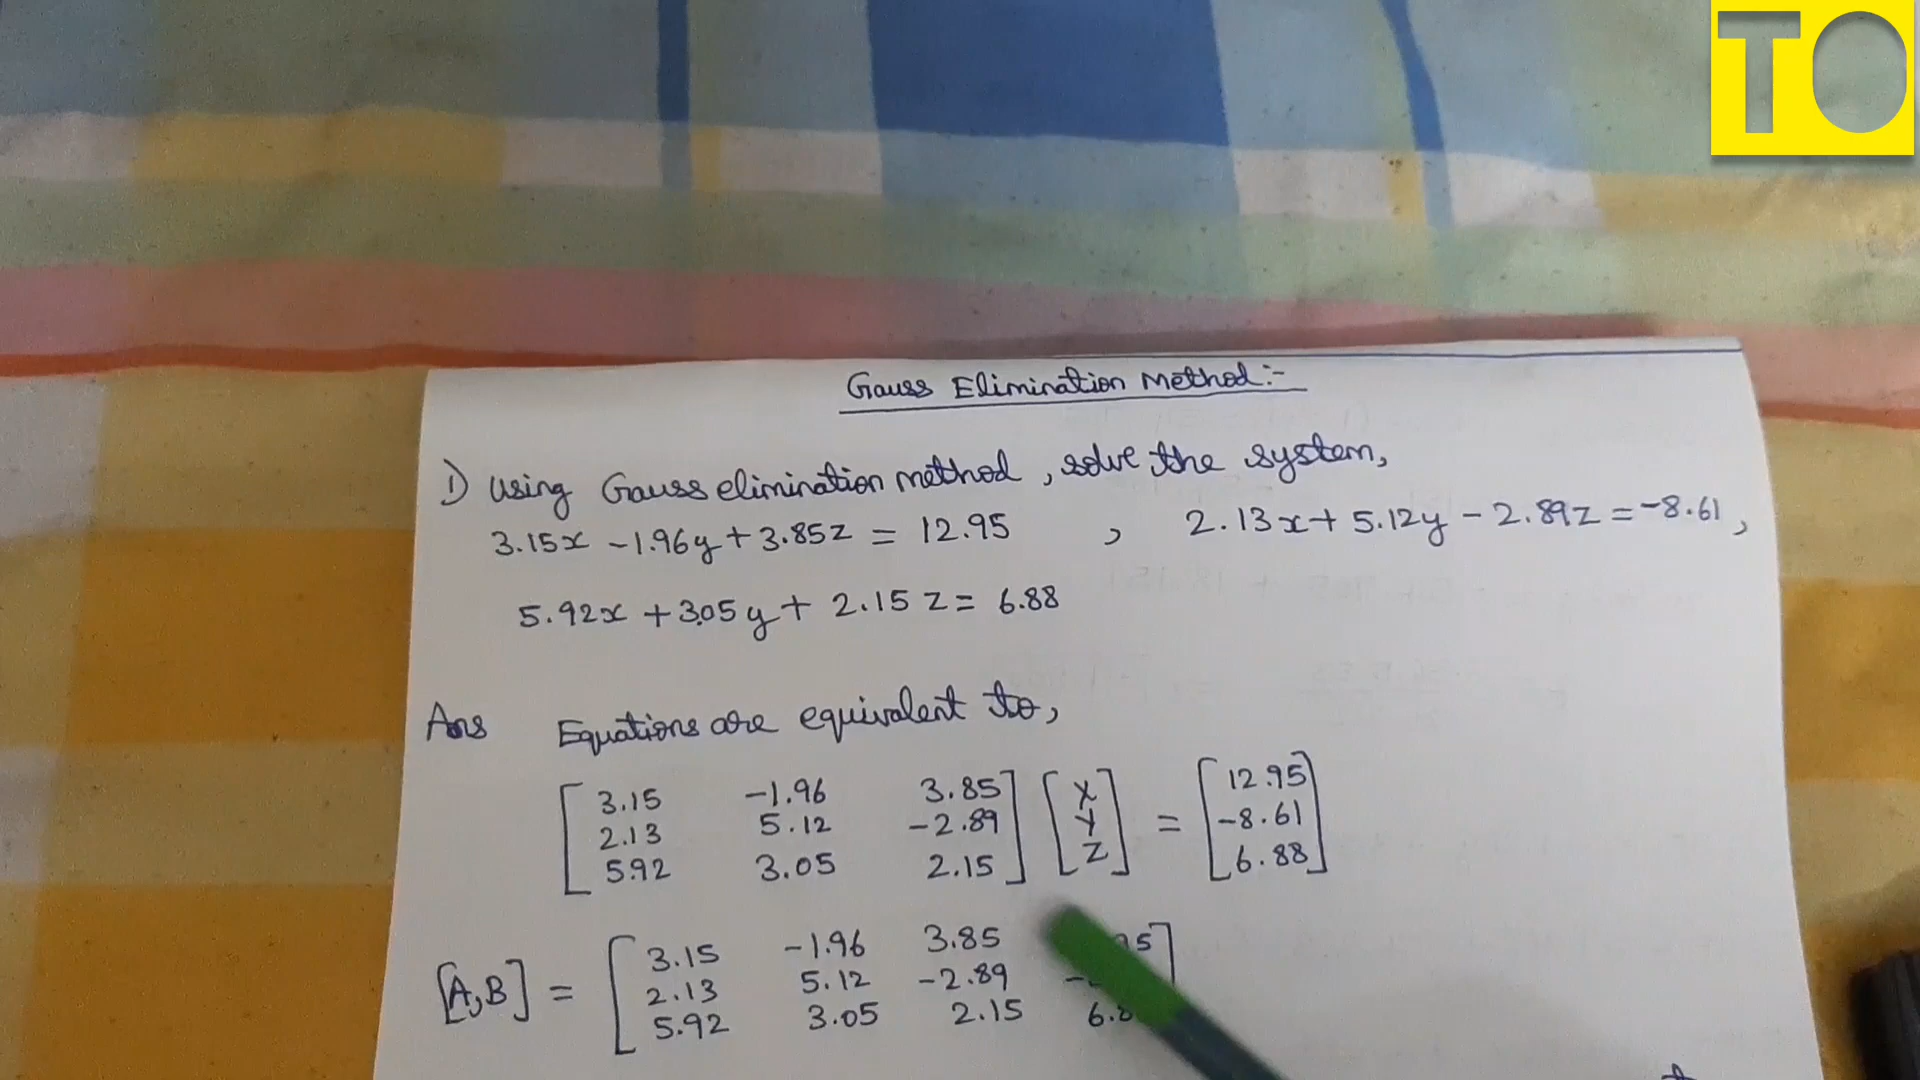 TO
Gauss Elimination Method:-
1) Using Gauss elimination method, solve the system,
3.15x - 1.96y + 3.85z = 12.95 , 2.13x + 5.12y - 2.89z = -8.61,
5.92x + 3.05y + 2.15z = 6.88
Ans Equations are equivalent to,
[3.15 -1.96 3.85] [x] [12.95]
[2.13 5.12 -2.89] [y] = [-8.61]
[5.92 3.05 2.15] [z] [6.88]
[3.15 -1.96 3.85 95]
[A,B] = [2.13 5.12 -2.89 -
[5.92 3.05 2.15 6.8